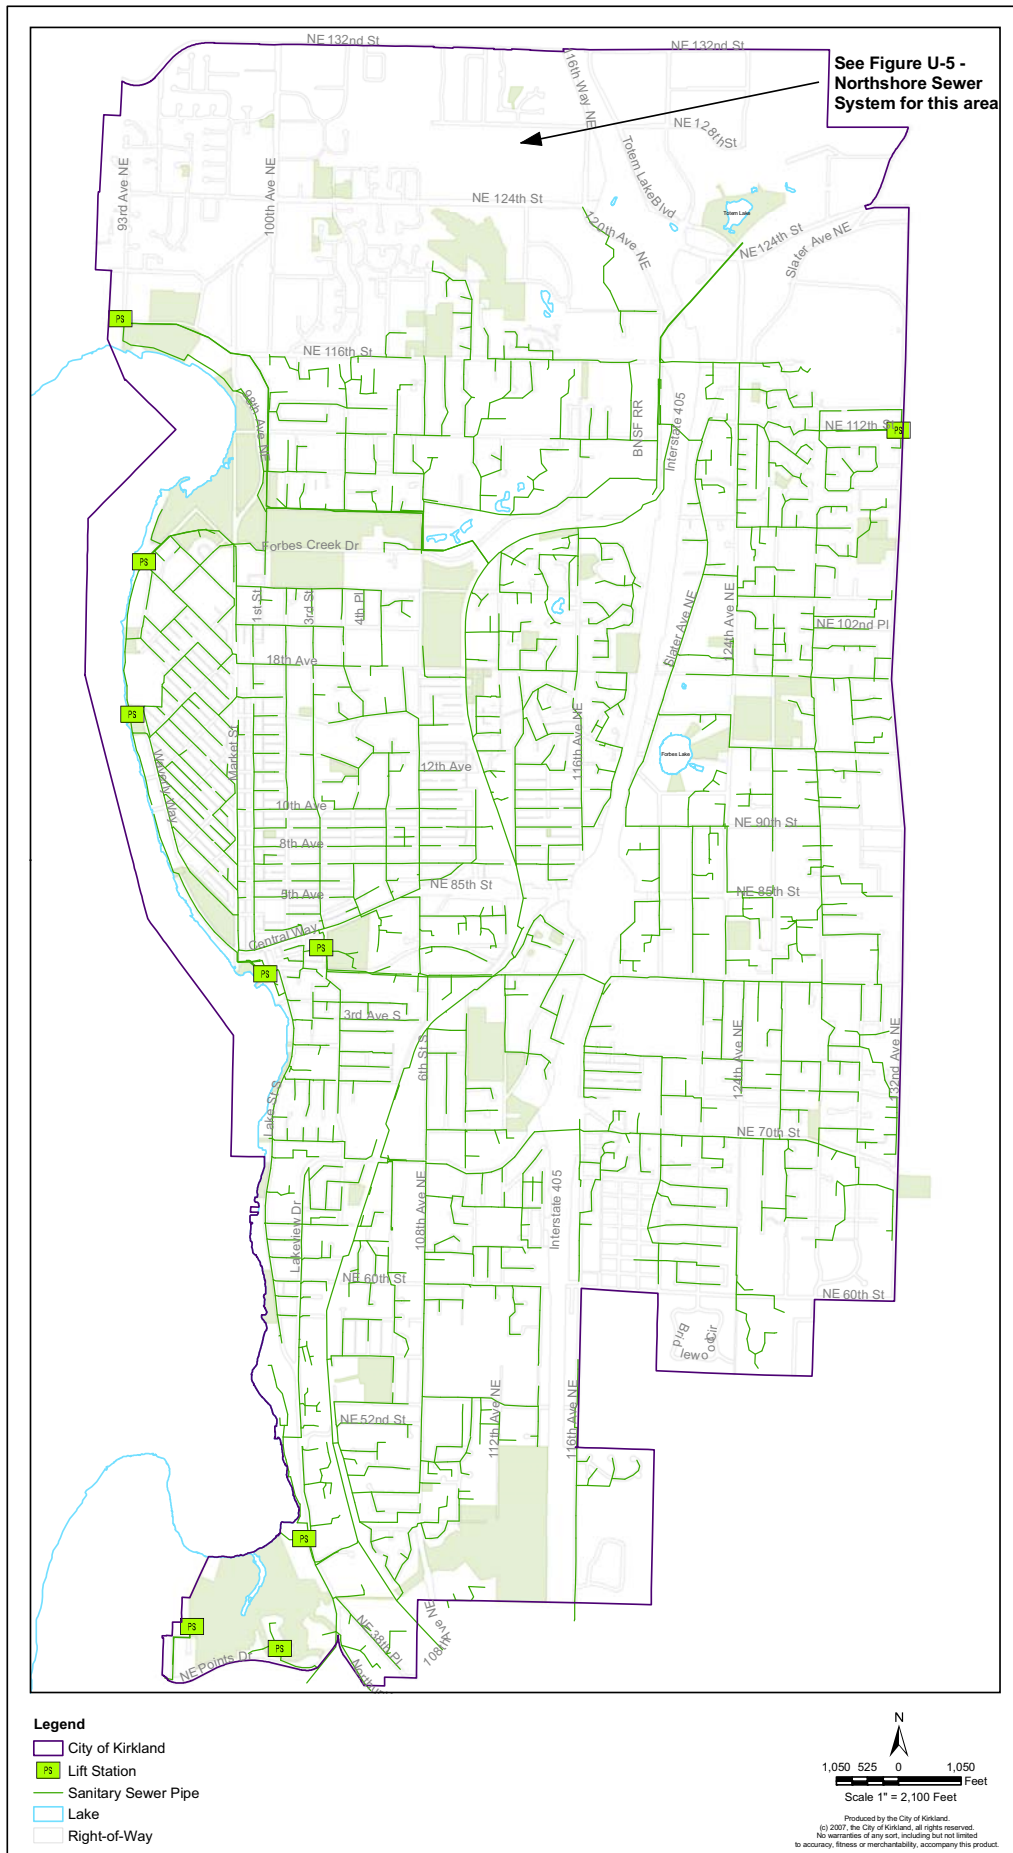 NE 132nd St
NE 132nd St
See Figure U-5 -
Northshore Sewer
System for this area
116th Way NE
NE 128th St
Totem Lake Blvd
93rd Ave NE
100th Ave NE
NE 124th St
Totem Lake
120th Ave NE
NE 124th St
Slater Ave NE
PS
NE 116th St
98th Ave NE
BNSF RR
Interstate 405
NE 112th St
PS
Forbes Creek Dr
PS
1st St
3rd St
4th Pl
Slater Ave NE
124th Ave NE
NE 102nd Pl
18th Ave
PS
Market St
116th Ave NE
Forbes Lake
Waverly Way
12th Ave
10th Ave
NE 90th St
8th Ave
NE 85th St
NE 85th St
5th Ave
Central Way
PS
PS
3rd Ave S
6th St S
124th Ave NE
132nd Ave NE
Lake St S
NE 70th St
108th Ave NE
Interstate 405
Lakeview Dr
NE 60th St
NE 60th St
Bridlewood Cir
112th Ave NE
116th Ave NE
NE 52nd St
PS
PS
NE 38th Pl
108th Ave NE
PS
NE Points Dr
Legend
City of Kirkland
PS Lift Station
Sanitary Sewer Pipe
Lake
Right-of-Way
N
1,050 525 0 1,050
Feet
Scale 1" = 2,100 Feet
Produced by the City of Kirkland.
(c) 2007, the City of Kirkland, all rights reserved.
No warranties of any sort, including but not limited
to accuracy, fitness or merchantability, accompany this product.